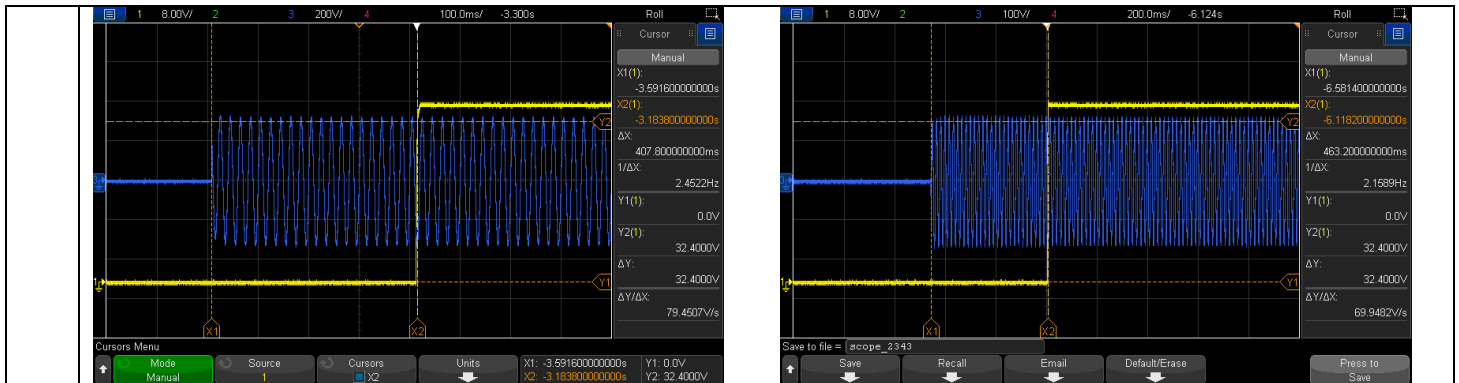 1 8.00V/ 2 3 200V/ 4 100.0ms/ -3.300s Roll
Cursor
Manual
X1(1):
-3.591600000000s
X2(1):
-3.183800000000s
ΔX:
407.800000000ms
1/ΔX:
2.4522Hz
Y1(1):
0.0V
Y2(1):
32.4000V
ΔY:
32.4000V
ΔY/ΔX:
79.4507V/s
Y2
Y1
X1
X2
Cursors Menu
Mode
Manual
Source
1
Cursors
X2
Units
X1: -3.591600000000s
X2: -3.183800000000s
Y1: 0.0V
Y2: 32.4000V
1 8.00V/ 2 3 100V/ 4 200.0ms/ -6.124s Roll
Cursor
Manual
X1(1):
-6.581400000000s
X2(1):
-6.118200000000s
ΔX:
463.200000000ms
1/ΔX:
2.1589Hz
Y1(1):
0.0V
Y2(1):
32.4000V
ΔY:
32.4000V
ΔY/ΔX:
69.9482V/s
Y2
Y1
X1
X2
Save to file = scope_2343
Save
Recall
Email
Default/Erase
Press to
Save